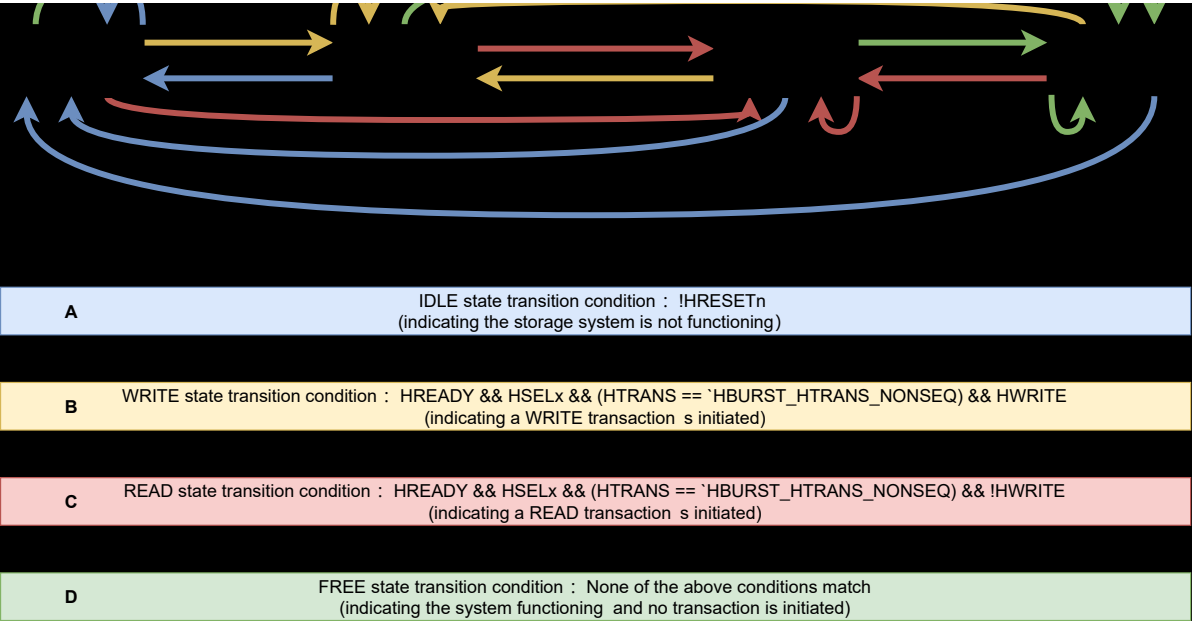 A
IDLE state transition condition： !HRESETn
(indicating the storage system is not functioning)
B
WRITE state transition condition： HREADY && HSELx && (HTRANS == `HBURST_HTRANS_NONSEQ) && HWRITE
(indicating a WRITE transaction s initiated)
C
READ state transition condition： HREADY && HSELx && (HTRANS == `HBURST_HTRANS_NONSEQ) && !HWRITE
(indicating a READ transaction s initiated)
D
FREE state transition condition： None of the above conditions match
(indicating the system functioning and no transaction is initiated)